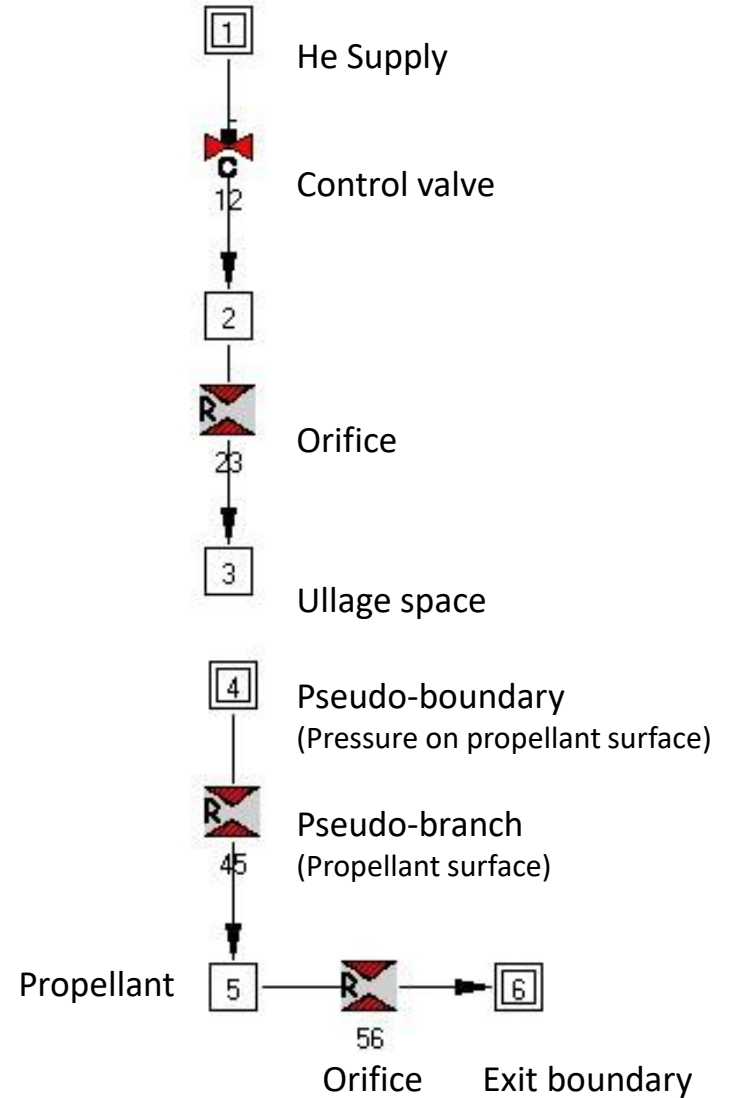 1
He Supply
C
12
Control valve
2
R
23
Orifice
3
Ullage space
4
Pseudo-boundary
(Pressure on propellant surface)
R
45
Pseudo-branch
(Propellant surface)
Propellant
5
R
6
56
Orifice
Exit boundary